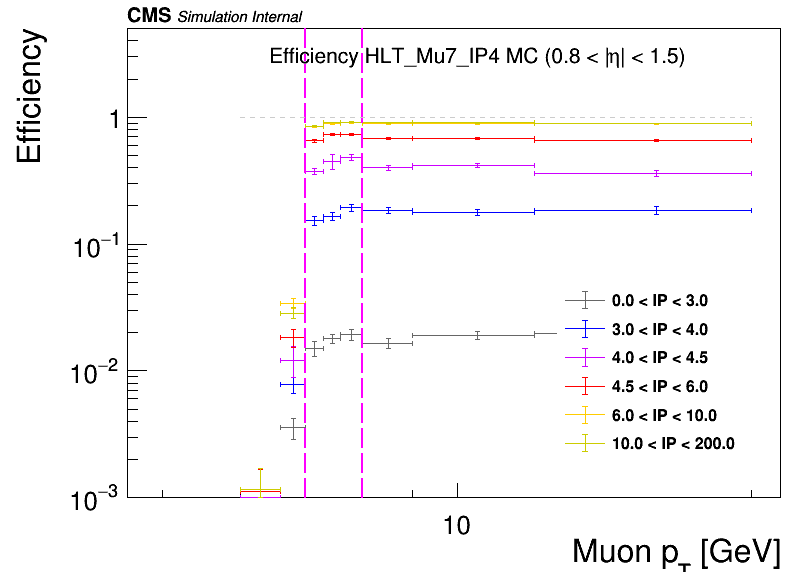 CMS Simulation Internal
Efficiency HLT_Mu7_IP4 MC (0.8 < |η| < 1.5)
Efficiency
1
10⁻¹
10⁻²
10⁻³
0.0 < IP < 3.0
3.0 < IP < 4.0
4.0 < IP < 4.5
4.5 < IP < 6.0
6.0 < IP < 10.0
10.0 < IP < 200.0
10
Muon p_T [GeV]